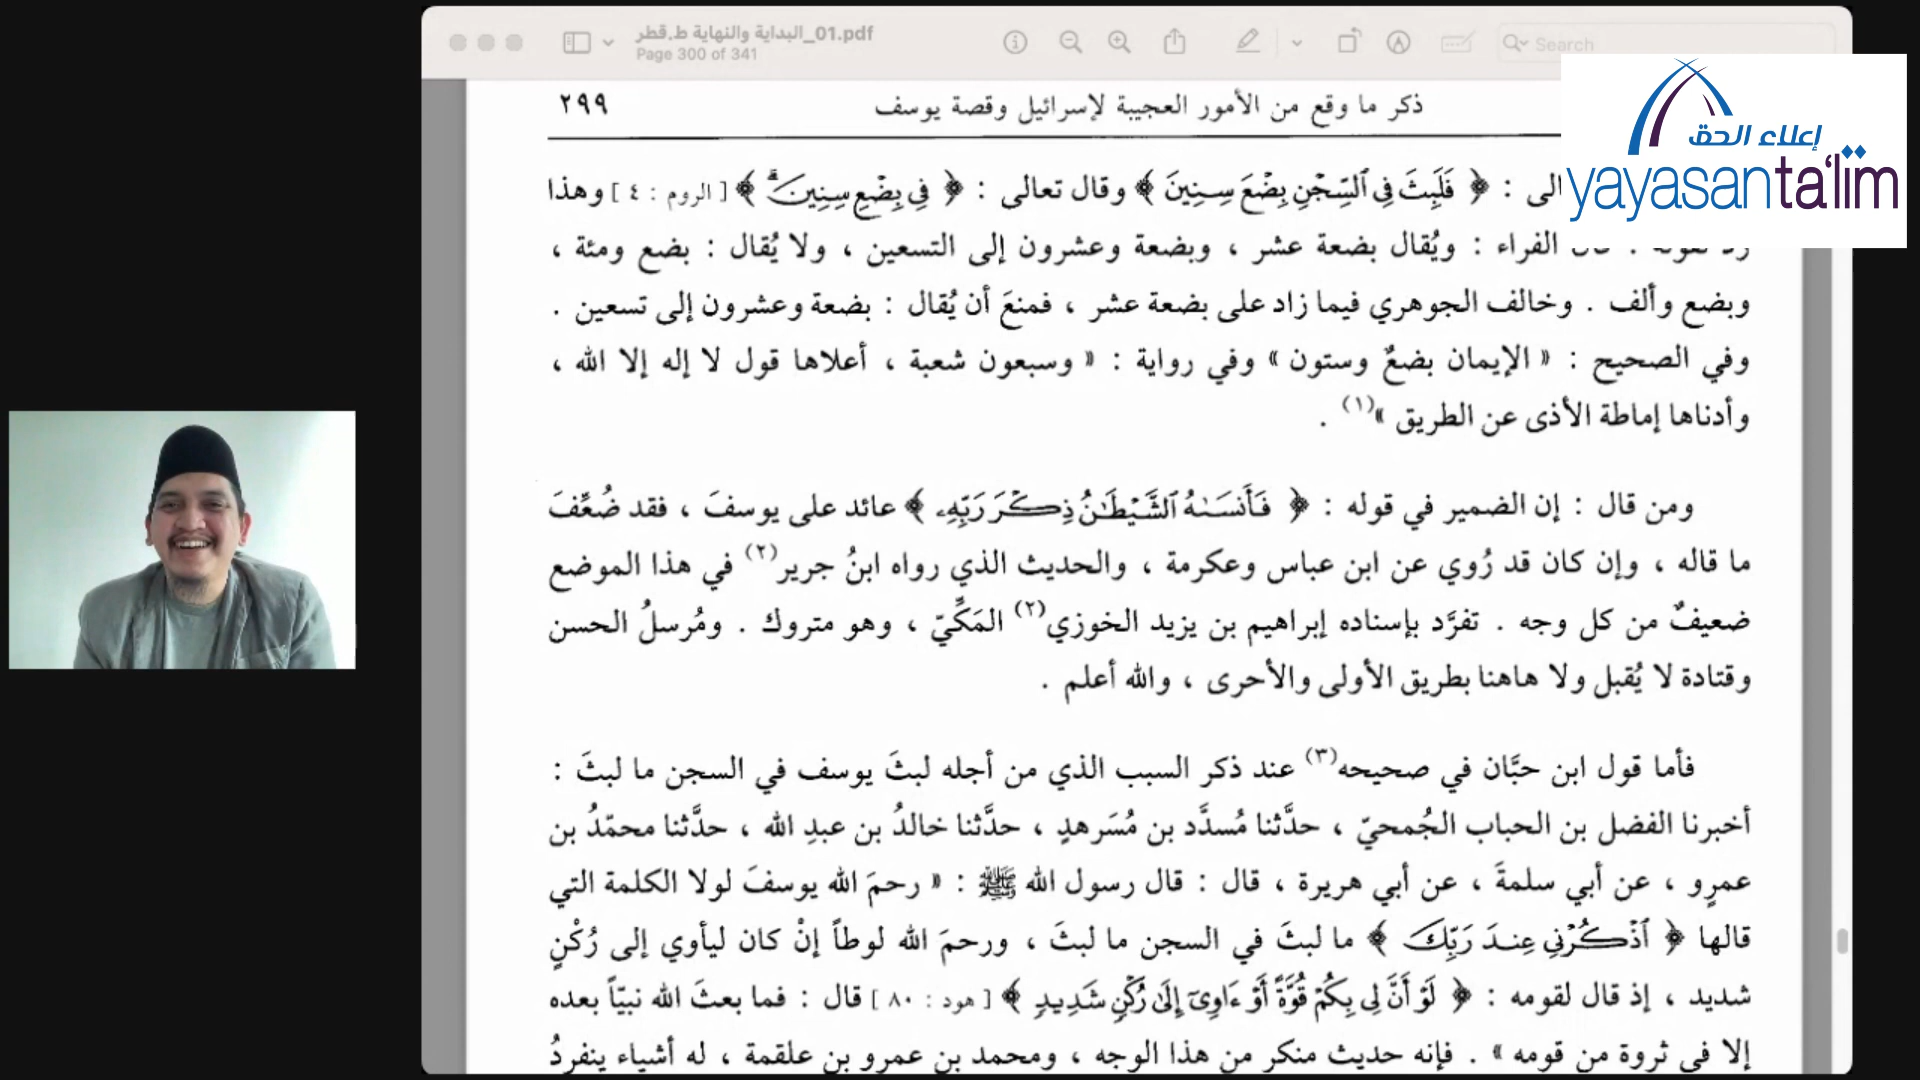 البداية والنهاية ط.قطر_01.pdf
Page 300 of 341
Search
إعلاء الحق
yayasanta'lim
ذكر ما وقع من الأمور العجيبة لإسرائيل وقصة يوسف ٢٩٩
الى : ﴿ فَلَبِثَ فِي ٱلسِّجْنِ بِضْعَ سِنِينَ ﴾ وقال تعالى : ﴿ فِي بِضْعِ سِنِينَ ﴾ [ الروم : ٤ ] وهذا
الفراء : ويُقال بضعة عشر ، وبضعة وعشرون إلى التسعين ، ولا يُقال : بضع ومئة ،
وبضع وألف . وخالف الجوهري فيما زاد على بضعة عشر ، فمنعَ أن يُقال : بضعة وعشرون إلى تسعين .
وفي الصحيح : « الإيمان بضعٌ وستون » وفي رواية : « وسبعون شعبة ، أعلاها قول لا إله إلا الله ،
وأدناها إماطة الأذى عن الطريق »(١) .
ومن قال : إن الضمير في قوله : ﴿ فَأَنسَىٰهُ ٱلشَّيْطَٰنُ ذِكْرَ رَبِّهِۦ ﴾ عائد على يوسفَ ، فقد ضُعِّفَ
ما قاله ، وإن كان قد رُوي عن ابن عباس وعكرمة ، والحديث الذي رواه ابنُ جرير(٢) في هذا الموضع
ضعيفٌ من كل وجه . تفرَّد بإسناده إبراهيم بن يزيد الخوزي(٢) المَكِّيّ ، وهو متروك . ومُرسلُ الحسن
وقتادة لا يُقبل ولا هاهنا بطريق الأولى والأحرى ، والله أعلم .
فأما قول ابن حبَّان في صحيحه(٣) عند ذكر السبب الذي من أجله لبثَ يوسف في السجن ما لبثَ :
أخبرنا الفضل بن الحباب الجُمحيّ ، حدَّثنا مُسدَّد بن مُسَرهدٍ ، حدَّثنا خالدُ بن عبدِ الله ، حدَّثنا محمّدُ بن
عمرٍو ، عن أبي سلمةَ ، عن أبي هريرة ، قال : قال رسول الله ﷺ : « رحمَ الله يوسفَ لولا الكلمة التي
قالها ﴿ ٱذْكُرْنِي عِندَ رَبِّكَ ﴾ ما لبثَ في السجن ما لبثَ ، ورحمَ الله لوطاً إنْ كان ليأوي إلى رُكْنٍ
شديد ، إذ قال لقومه : ﴿ لَوْ أَنَّ لِي بِكُمْ قُوَّةً أَوْ ءَاوِيٓ إِلَىٰ رُكْنٍ شَدِيدٍ ﴾ [ هود : ٨٠ ] قال : فما بعثَ الله نبيّاً بعده
إلا في ثروة من قومه » . فإنه حديث منكر من هذا الوجه ، ومحمد بن عمرو بن علقمة ، له أشياء ينفردُ